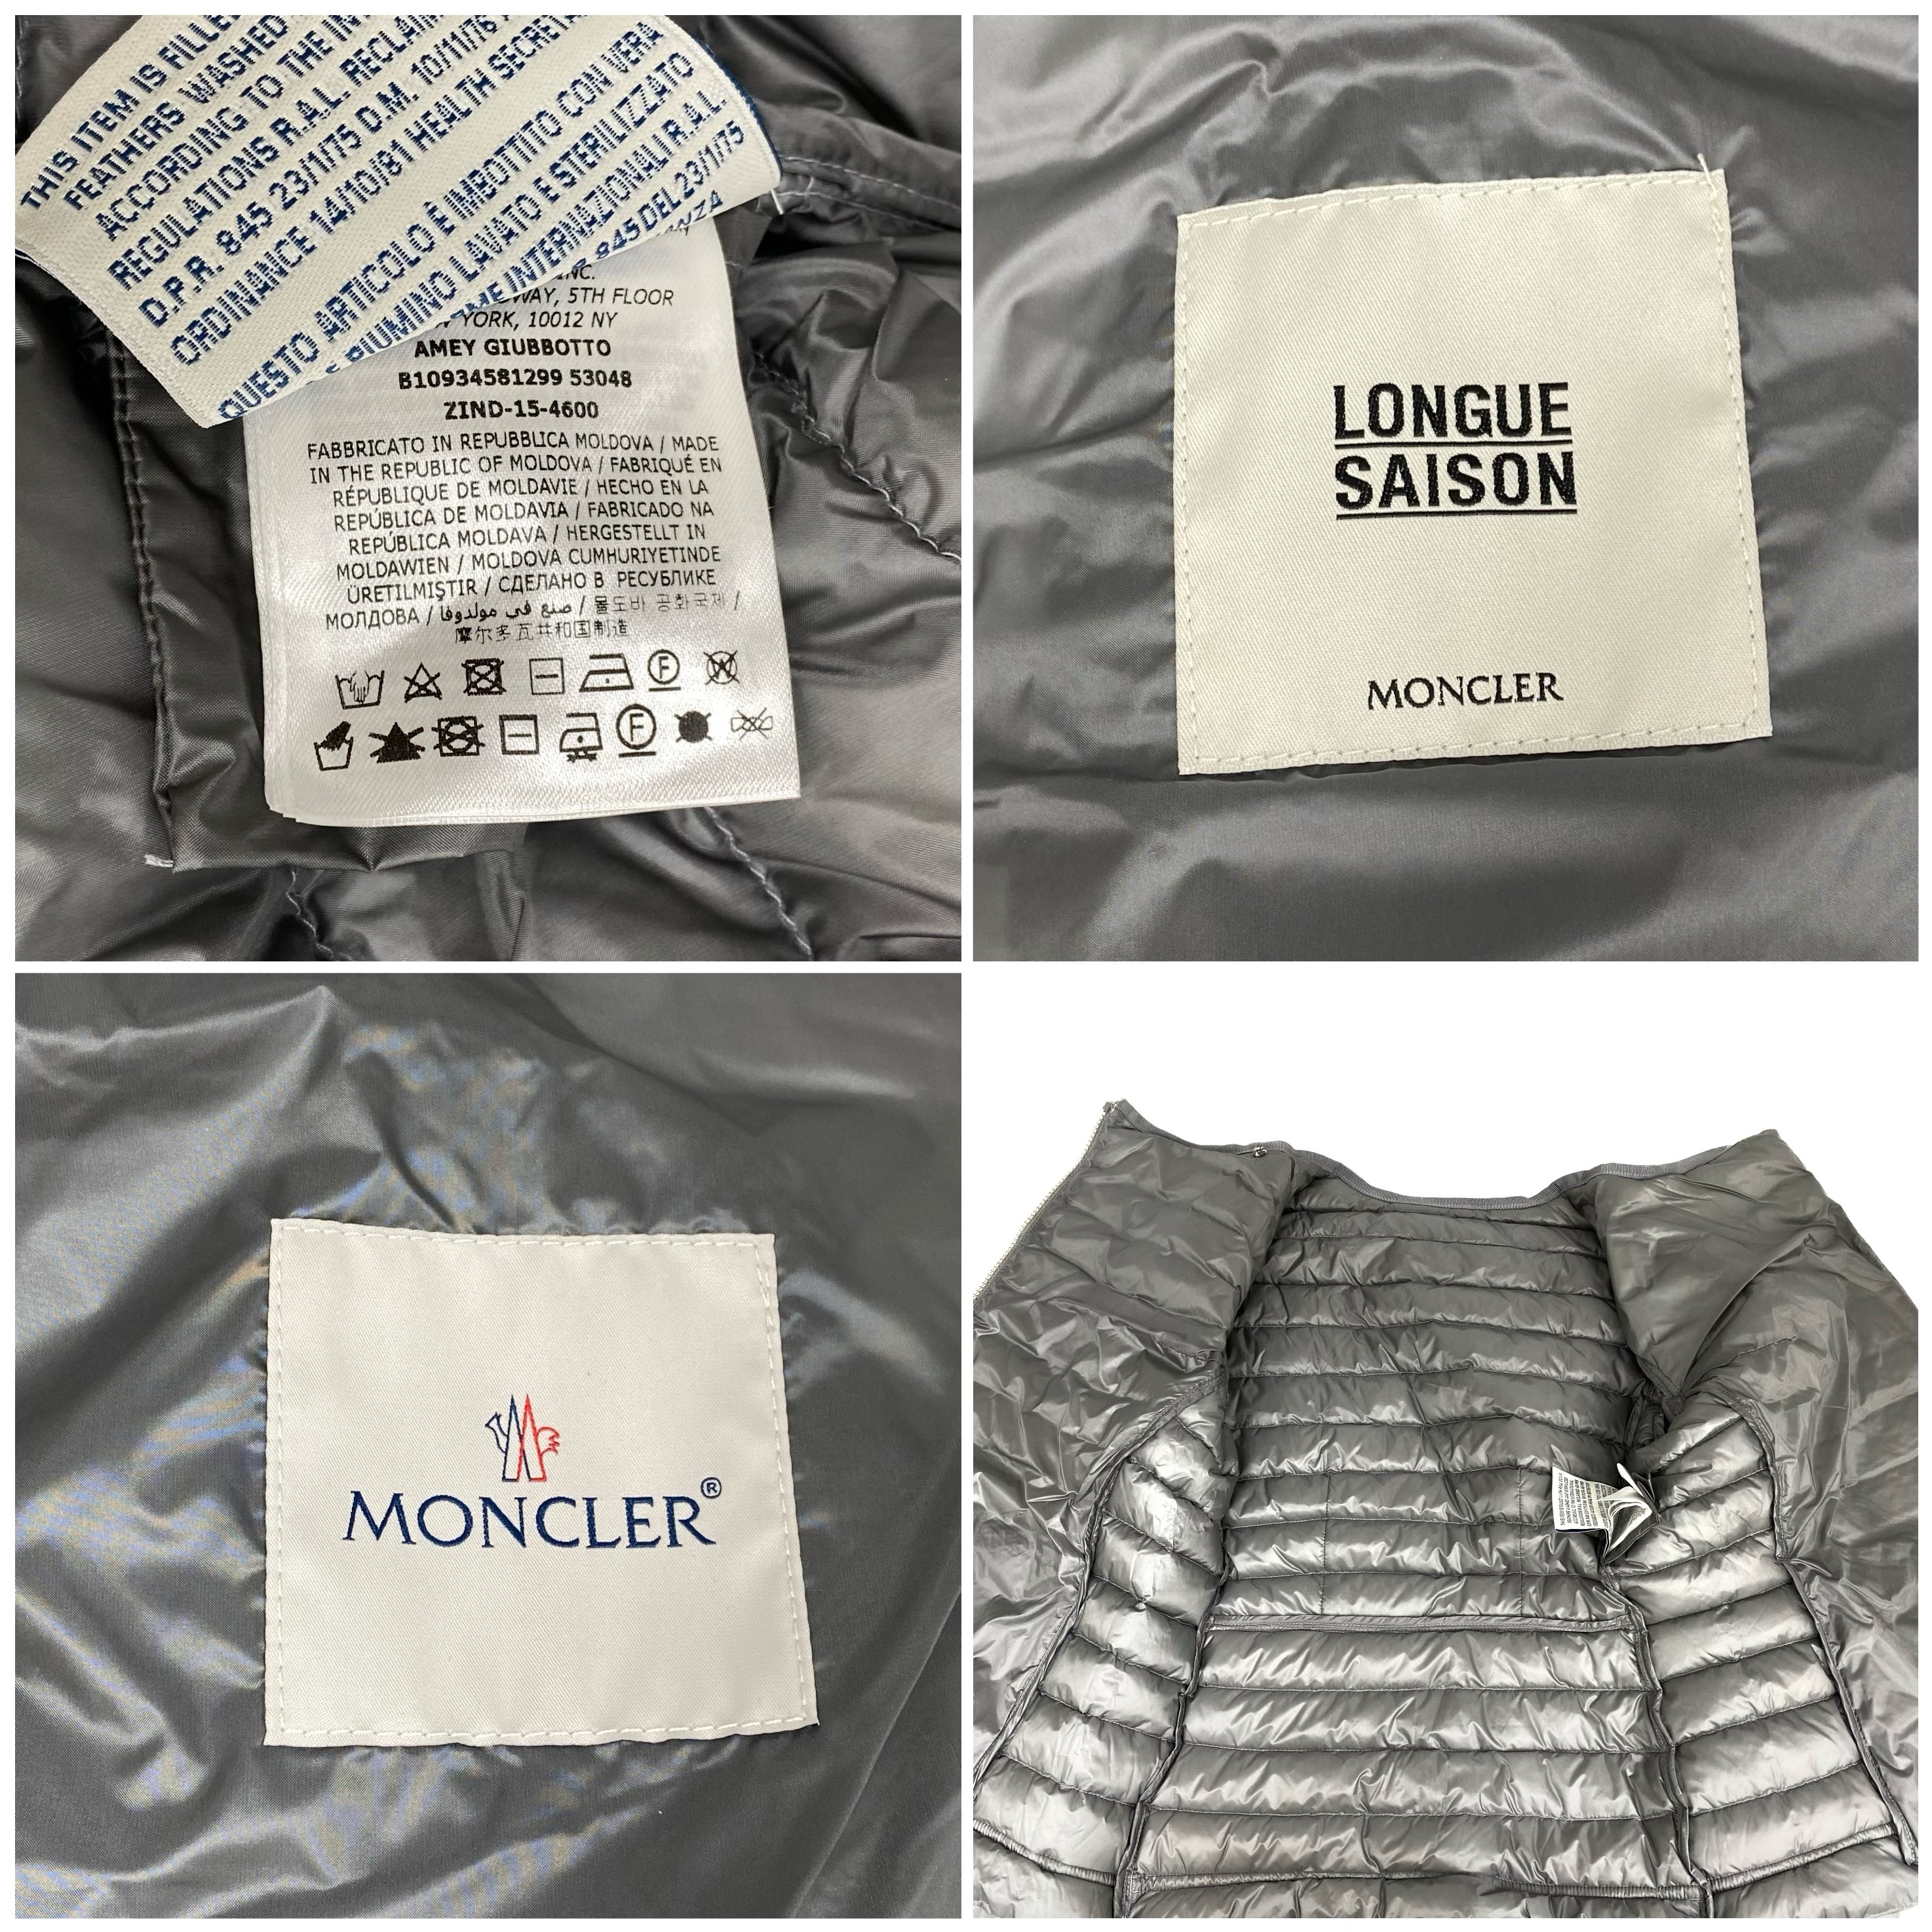 THIS ITEM IS FILLE
FEATHERS WASHED
ACCORDING TO THE IN
REGULATIONS R.A.L. RECLAIM
D.P.R. 845 23/1/75 D.M. 10/11/76
ORDINANCE 14/10/81 HEALTH SECRETA
QUESTO ARTICOLO È IMBOTTITO CON VERA
PIUMINO LAVATO E STERILIZZATO
INTERNAZIONALI R.A.L.
845 DEL 23/1/75
INC.
WAY, 5TH FLOOR
YORK, 10012 NY
AMEY GIUBBOTTO
B10934581299 53048
ZIND-15-4600
FABBRICATO IN REPUBBLICA MOLDOVA / MADE
IN THE REPUBLIC OF MOLDOVA / FABRIQUÉ EN
RÉPUBLIQUE DE MOLDAVIE / HECHO EN LA
REPÚBLICA DE MOLDAVIA / FABRICADO NA
REPÚBLICA MOLDAVA / HERGESTELLT IN
MOLDAWIEN / MOLDOVA CUMHURIYETINDE
ÜRETILMIŞTIR / СДЕЛАНО В РЕСУБЛИКЕ
МОЛДОВА / صنع في مولدوفا / 몰도바 공화국제 /
摩尔多瓦共和国制造
F
W
F
LONGUE
SAISON
MONCLER
MONCLER®